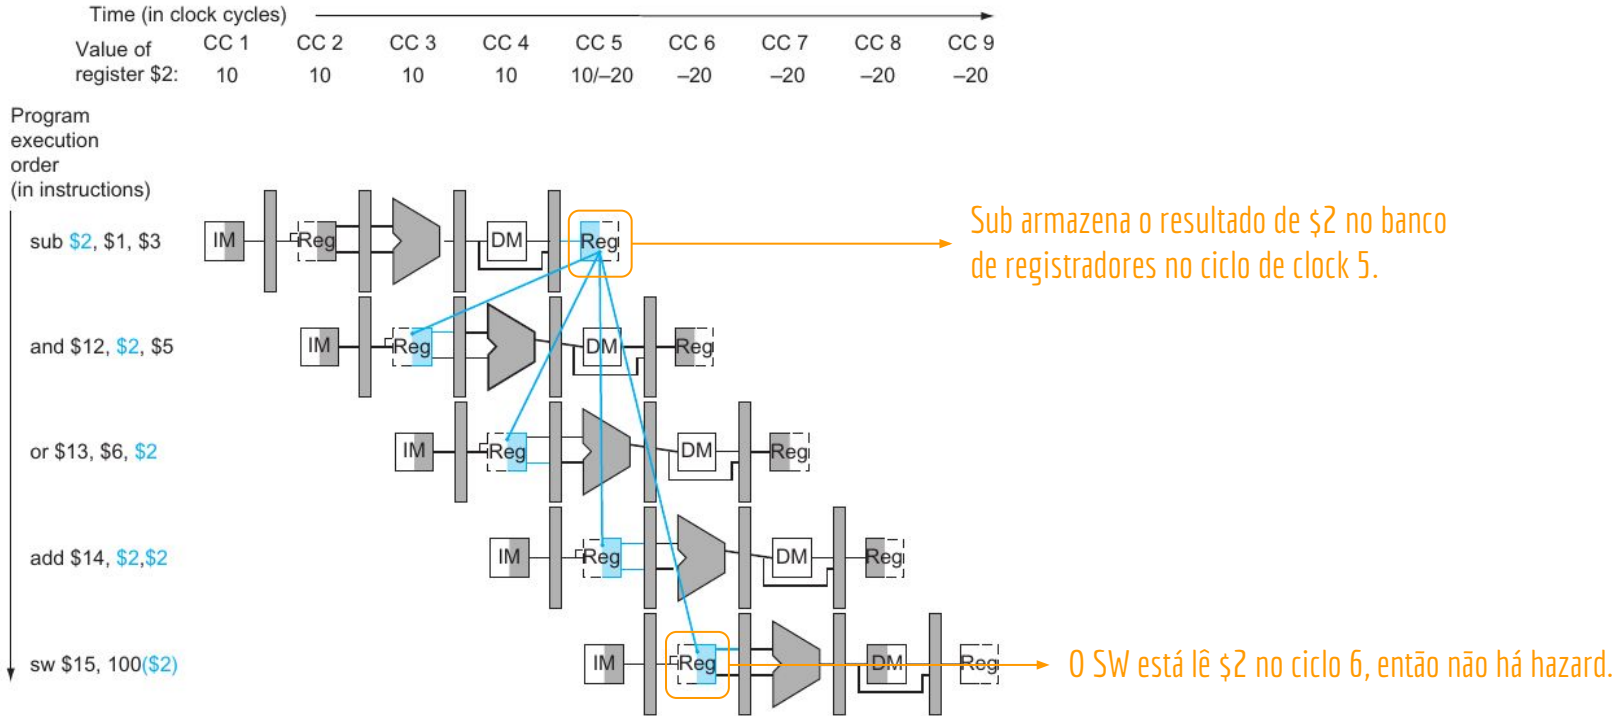 Time (in clock cycles)
Value of register $2:
CC 1 CC 2 CC 3 CC 4 CC 5 CC 6 CC 7 CC 8 CC 9
10 10 10 10 10/–20 –20 –20 –20 –20
Program
execution
order
(in instructions)
sub $2, $1, $3
IM Reg DM Reg
Sub armazena o resultado de $2 no banco
de registradores no ciclo de clock 5.
and $12, $2, $5
IM Reg DM Reg
or $13, $6, $2
IM Reg DM Reg
add $14, $2,$2
IM Reg DM Reg
sw $15, 100($2)
IM Reg DM Reg
O SW está lê $2 no ciclo 6, então não há hazard.